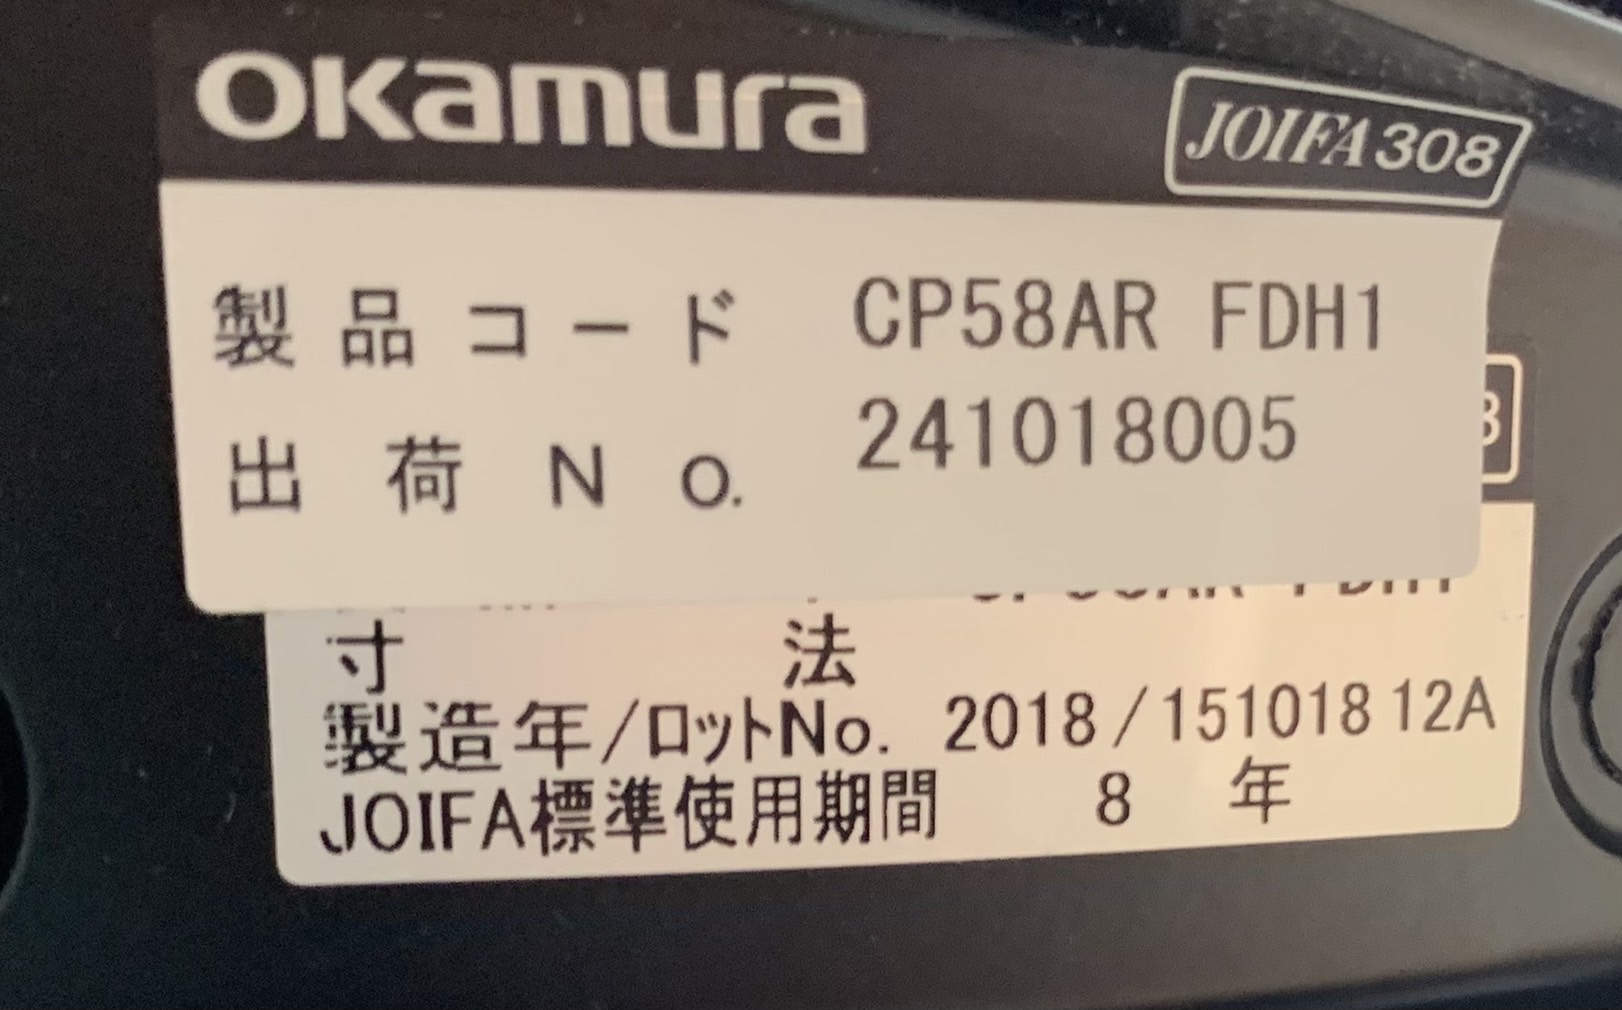 OKamura
JOIFA308
製品コード CP58AR FDH1
出荷No. 241018005
寸法
製造年/ロットNo. 2018/151018 12A
JOIFA標準使用期間 8 年